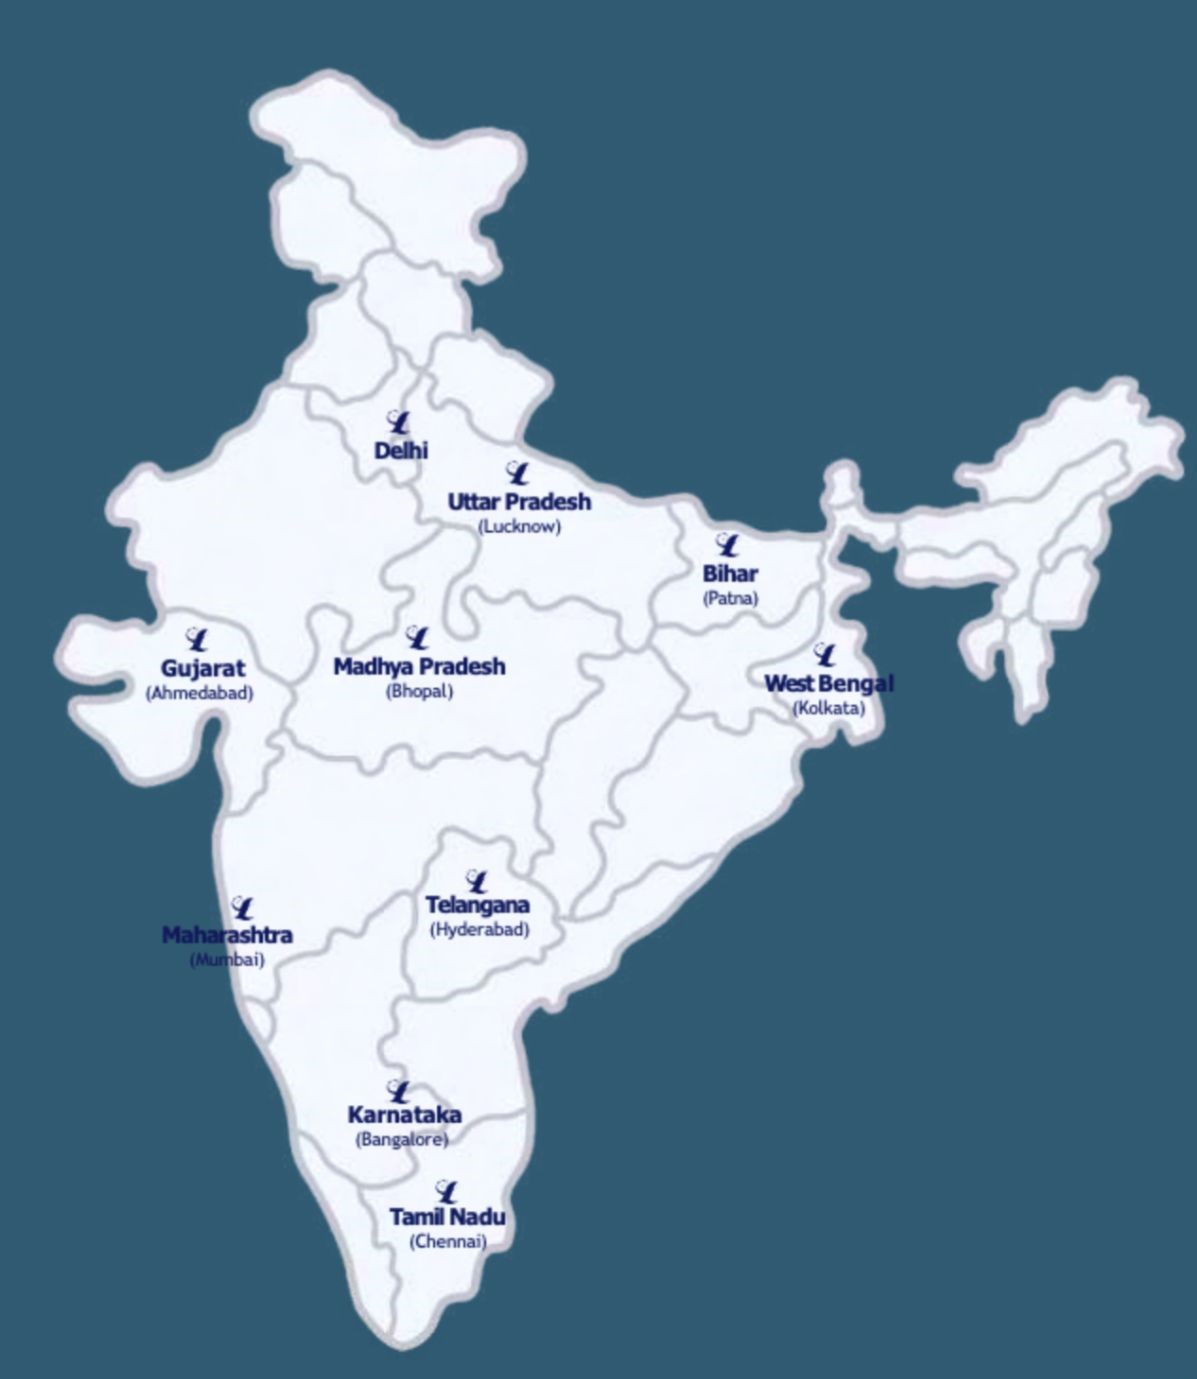 Delhi
Uttar Pradesh
(Lucknow)
Bihar
(Patna)
Gujarat
(Ahmedabad)
Madhya Pradesh
(Bhopal)
West Bengal
(Kolkata)
Telangana
(Hyderabad)
Maharashtra
(Mumbai)
Karnataka
(Bangalore)
Tamil Nadu
(Chennai)